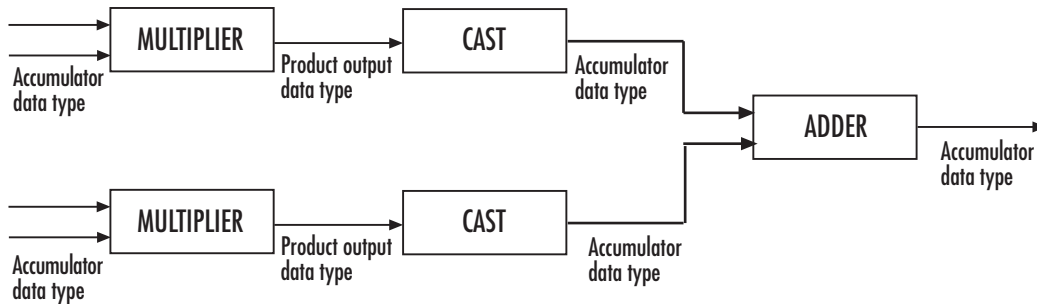 MULTIPLIER
CAST
Accumulator
data type
Product output
data type
Accumulator
data type
ADDER
Accumulator
data type
MULTIPLIER
CAST
Accumulator
data type
Product output
data type
Accumulator
data type